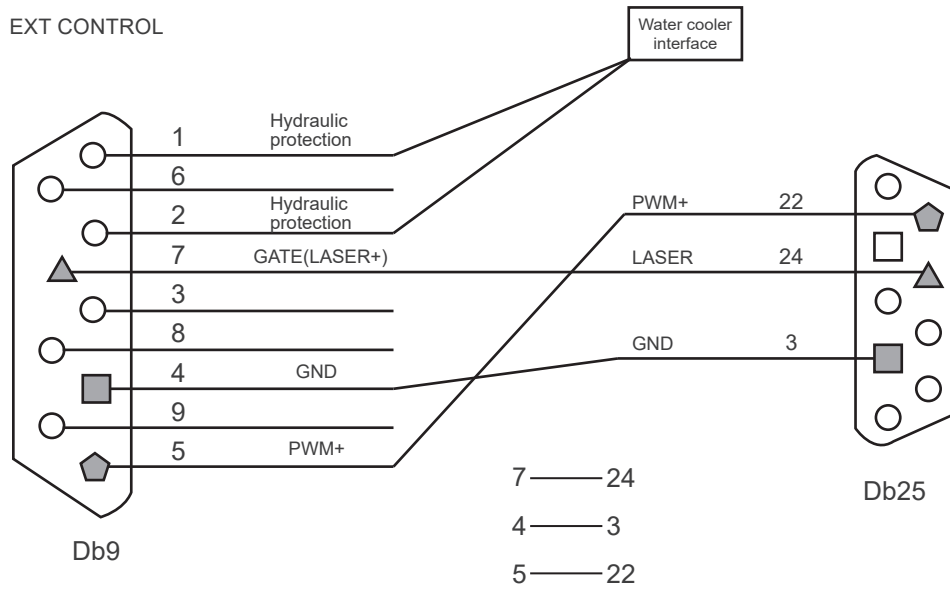 EXT CONTROL
Water cooler
interface
1
Hydraulic
protection
6
2
Hydraulic
protection
7
GATE(LASER+)
3
8
4
GND
9
5
PWM+
PWM+
22
LASER
24
GND
3
Db9
Db25
7
24
4
3
5
22